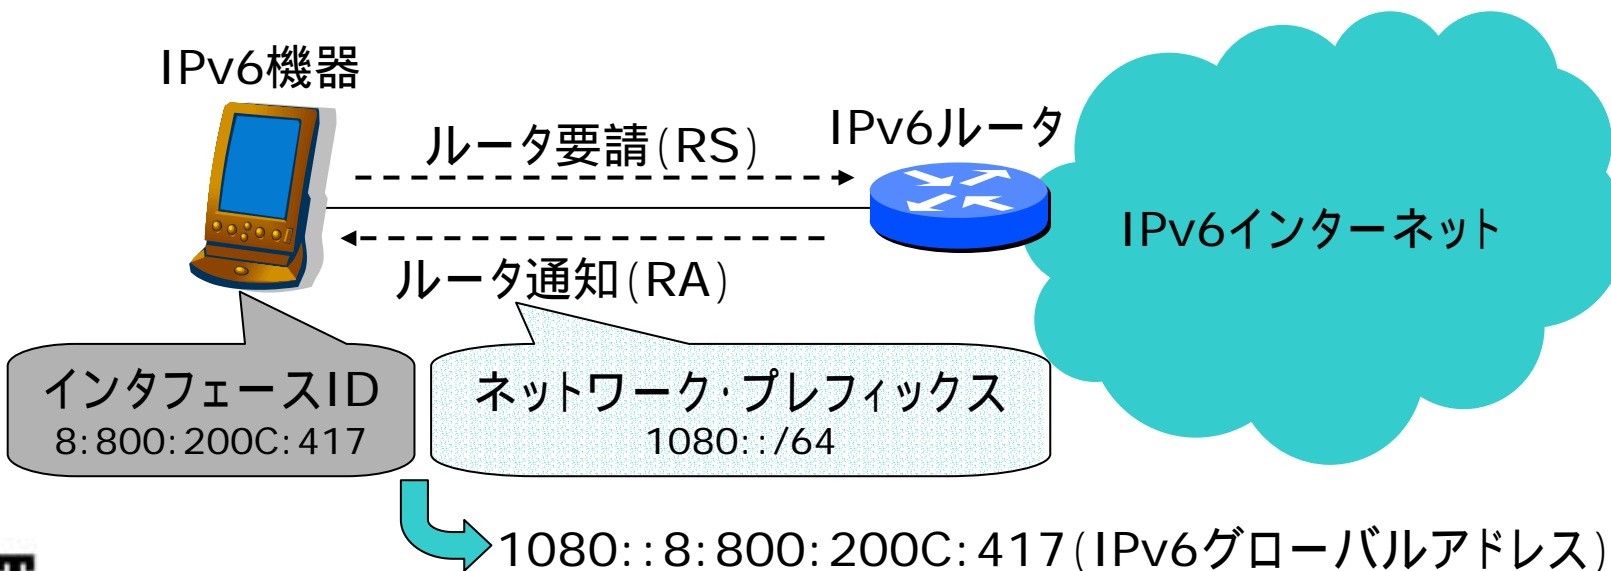 IPv6機器
ルータ要請(RS)
IPv6ルータ
IPv6インターネット
ルータ通知(RA)
インタフェースID
8:800:200C:417
ネットワーク・プレフィックス
1080::/64
1080::8:800:200C:417(IPv6グローバルアドレス)